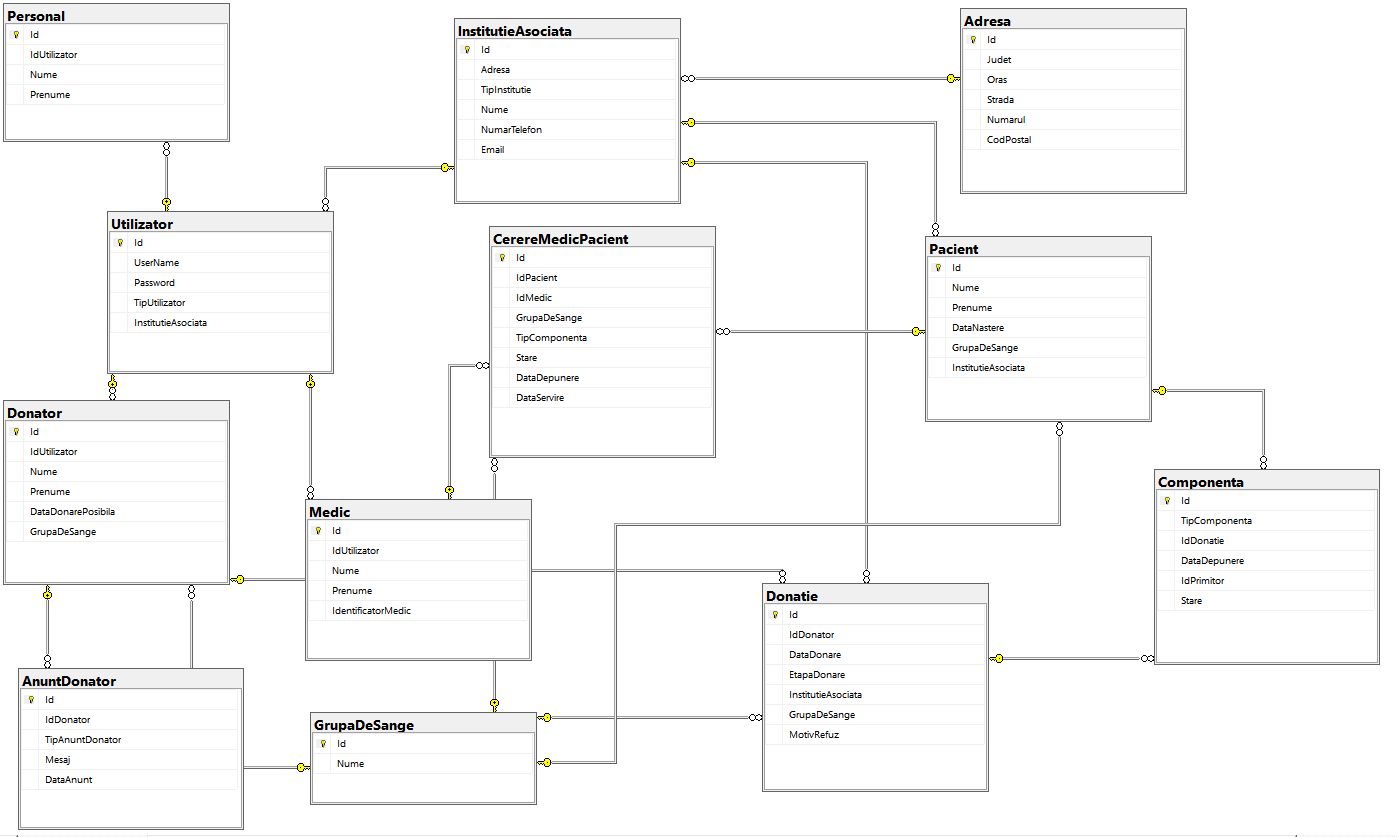 Personal
Id
IdUtilizator
Nume
Prenume
InstitutieAsociata
Id
Adresa
TipInstitutie
Nume
NumarTelefon
Email
Adresa
Id
Judet
Oras
Strada
Numarul
CodPostal
Utilizator
Id
UserName
Password
TipUtilizator
InstitutieAsociata
CerereMedicPacient
Id
IdPacient
IdMedic
GrupaDeSange
TipComponenta
Stare
DataDepunere
DataServire
Pacient
Id
Nume
Prenume
DataNastere
GrupaDeSange
InstitutieAsociata
Donator
Id
IdUtilizator
Nume
Prenume
DataDonarePosibila
GrupaDeSange
Medic
Id
IdUtilizator
Nume
Prenume
IdentificatorMedic
Componenta
Id
TipComponenta
IdDonatie
DataDepunere
IdPrimitor
Stare
Donatie
Id
IdDonator
DataDonare
EtapaDonare
InstitutieAsociata
GrupaDeSange
MotivRefuz
AnuntDonator
Id
IdDonator
TipAnuntDonator
Mesaj
DataAnunt
GrupaDeSange
Id
Nume